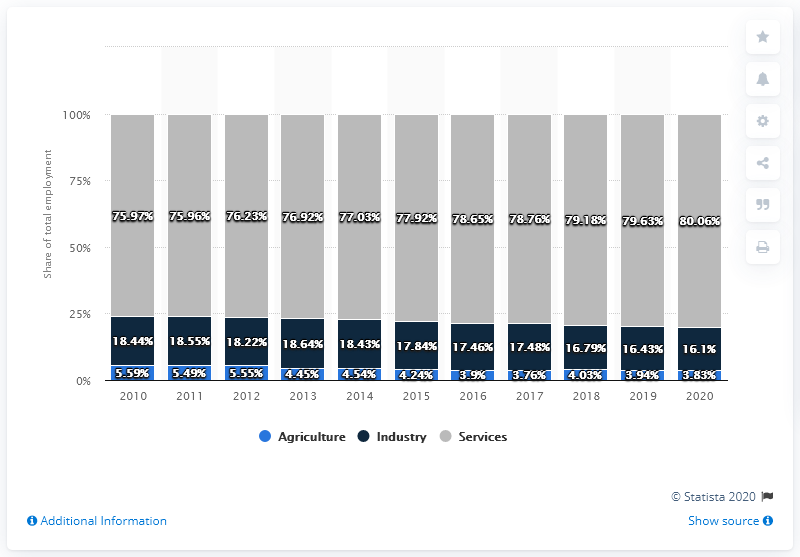 Share of total employment
100%
75%
50%
25%
0%
75.97% 75.96% 76.23% 76.92% 77.03% 77.92% 78.65% 78.76% 79.18% 79.63% 80.06%
18.44% 18.55% 18.22% 18.64% 18.43% 17.84% 17.46% 17.48% 16.79% 16.43% 16.1%
5.59% 5.49% 5.55% 4.45% 4.54% 4.24% 3.9% 3.76% 4.03% 3.94% 3.83%
2010 2011 2012 2013 2014 2015 2016 2017 2018 2019 2020
Agriculture Industry Services
© Statista 2020
Additional Information
Show source